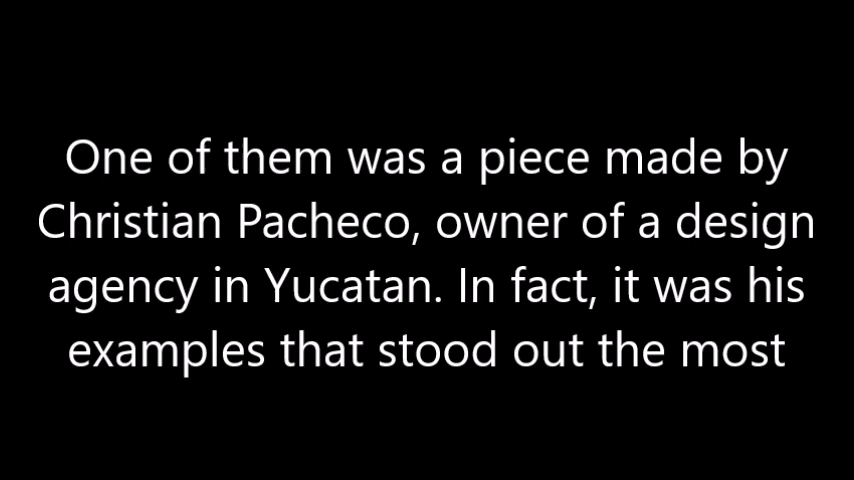 One of them was a piece made by
Christian Pacheco, owner of a design
agency in Yucatan. In fact, it was his
examples that stood out the most